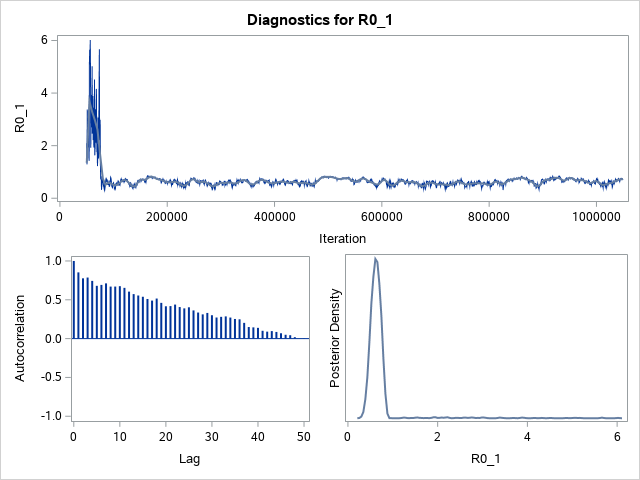 Diagnostics for R0_1
6
4
2
0
R0_1
0 200000 400000 600000 800000 1000000
Iteration
1.0
0.5
0.0
-0.5
-1.0
Autocorrelation
0 10 20 30 40 50
Lag
Posterior Density
0 2 4 6
R0_1